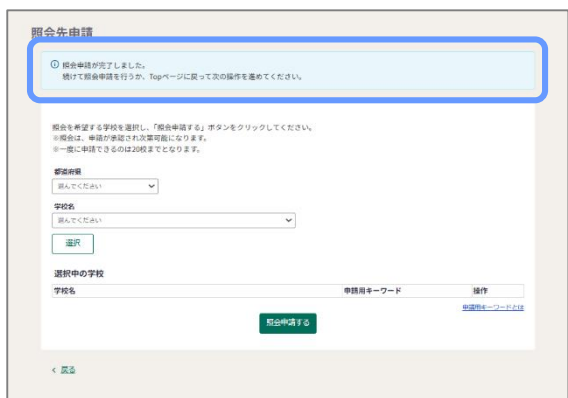 照会先申請
照会申請が完了しました。
続けて照会申請を行うか、Topページに戻って次の操作を進めてください。
照会を希望する学校を選択し、「照会申請する」ボタンをクリックしてください。
※照会は、申請が承認され次第可能になります。
※一度に申請できるのは20校までとなります。
都道府県
選んでください
学校名
選んでください
選択
選択中の学校
学校名 申請用キーワード 操作
申請用キーワードとは
照会申請する
< 戻る